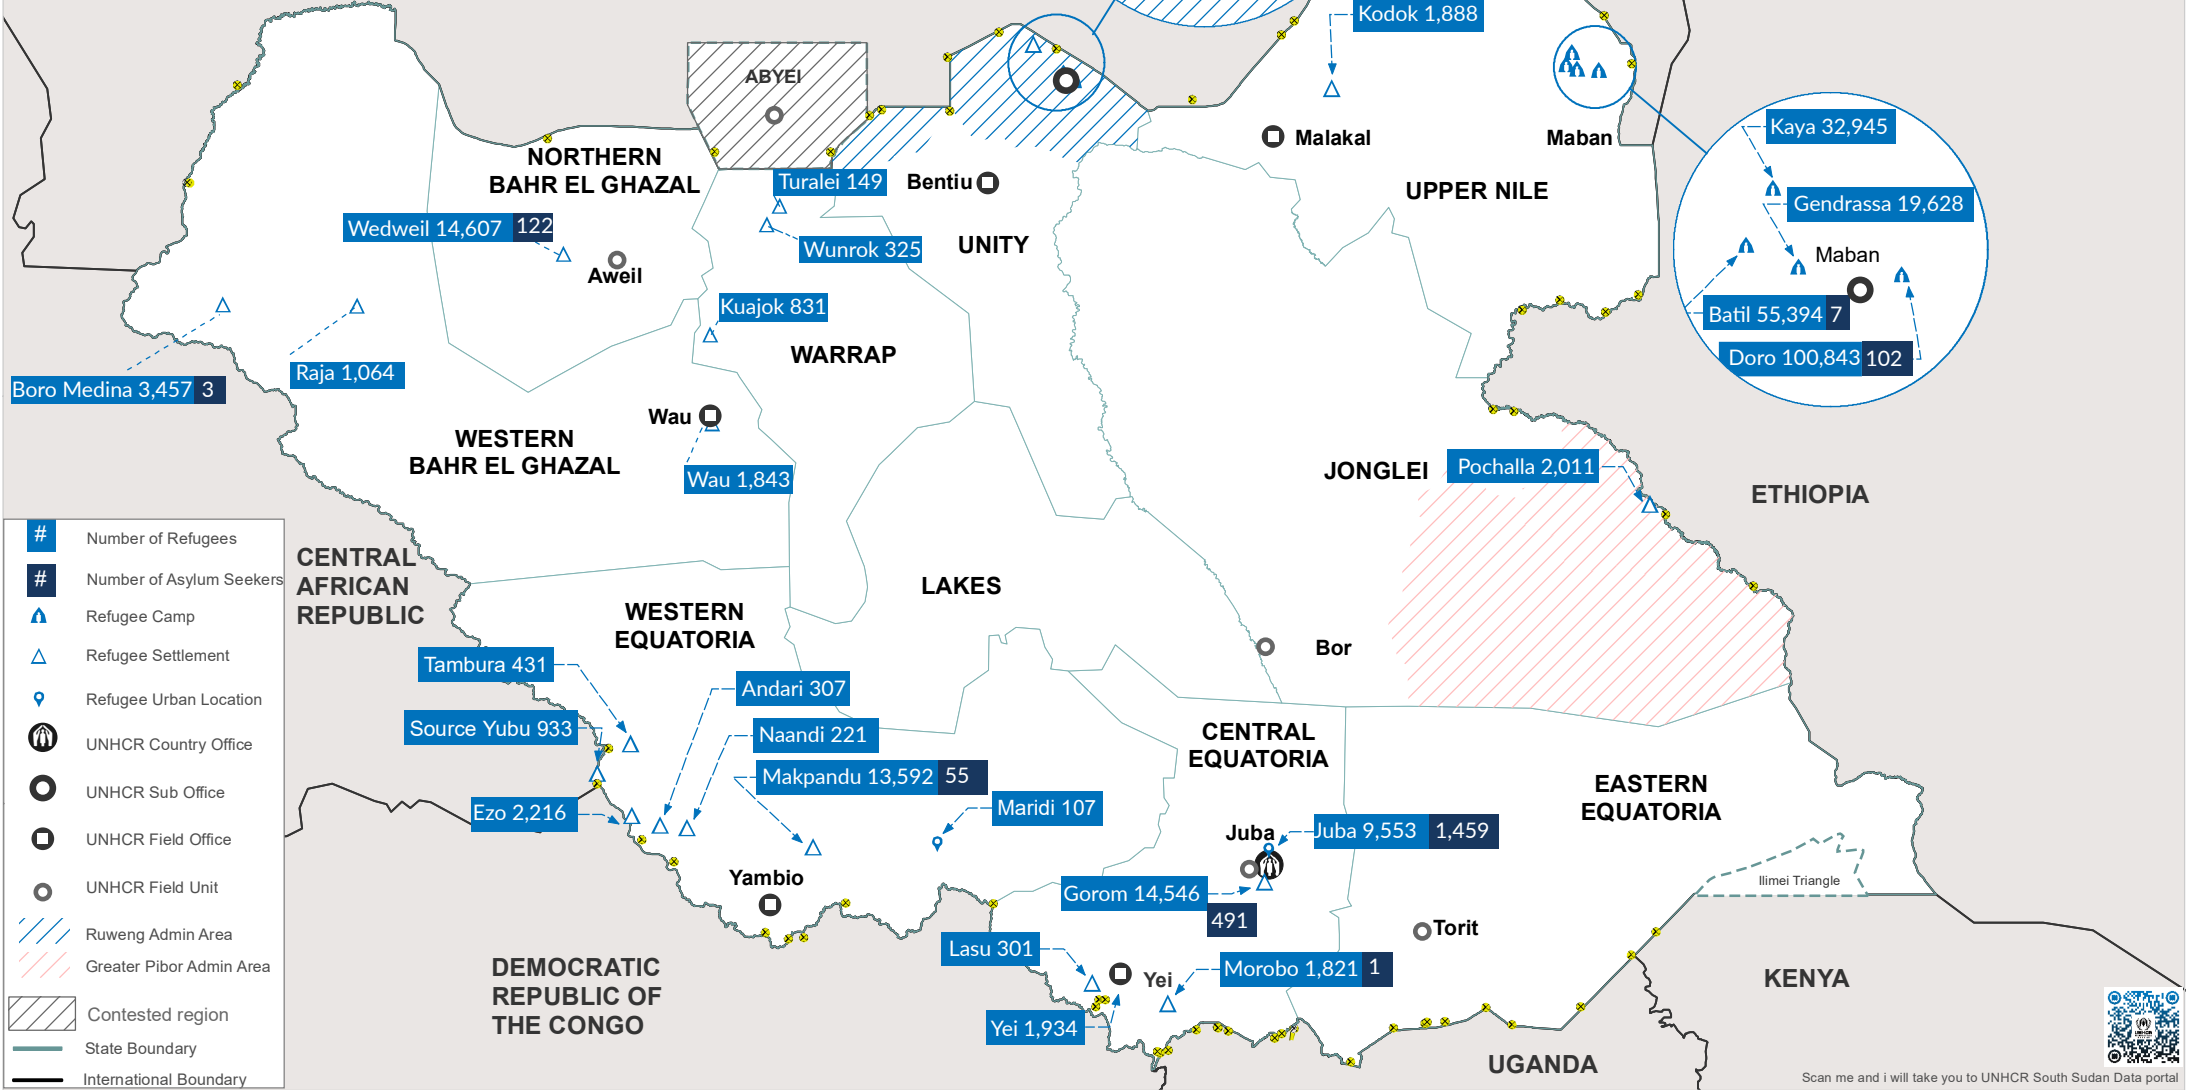 Kodok 1,888
ABYEI
Malakal
Maban
Kaya 32,945
NORTHERN
BAHR EL GHAZAL
Turalei 149
Bentiu
UPPER NILE
Gendrassa 19,628
Wedweil 14,607 122
Wunrok 325
UNITY
Maban
Aweil
Kuajok 831
Batil 55,394 7
WARRAP
Doro 100,843 102
Boro Medina 3,457 3
Raja 1,064
Wau
WESTERN
BAHR EL GHAZAL
Wau 1,843
JONGLEI
Pochalla 2,011
ETHIOPIA
# Number of Refugees
# Number of Asylum Seekers
Refugee Camp
Refugee Settlement
Refugee Urban Location
UNHCR Country Office
UNHCR Sub Office
UNHCR Field Office
UNHCR Field Unit
Ruweng Admin Area
Greater Pibor Admin Area
Contested region
State Boundary
International Boundary
CENTRAL
AFRICAN
REPUBLIC
LAKES
WESTERN
EQUATORIA
Bor
Tambura 431
Andari 307
Source Yubu 933
Naandi 221
CENTRAL
EQUATORIA
Makpandu 13,592 55
EASTERN
EQUATORIA
Ezo 2,216
Maridi 107
Juba
Juba 9,553 1,459
Yambio
Ilimei Triangle
Gorom 14,546
491
Torit
Lasu 301
DEMOCRATIC
REPUBLIC OF
THE CONGO
Yei
Morobo 1,821 1
KENYA
Yei 1,934
UGANDA
UNHCR
Scan me and i will take you to UNHCR South Sudan Data portal